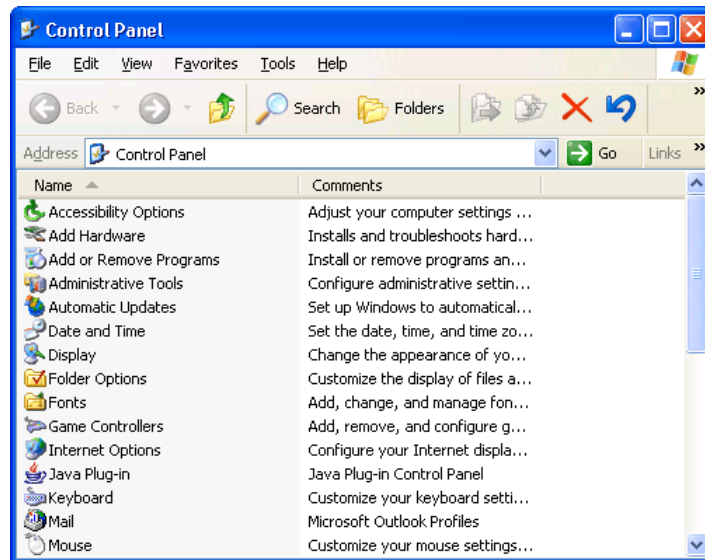 Control Panel
File Edit View Favorites Tools Help
Back Search Folders »
Address Control Panel Go Links »
Name Comments
Accessibility Options Adjust your computer settings ...
Add Hardware Installs and troubleshoots hard...
Add or Remove Programs Install or remove programs an...
Administrative Tools Configure administrative settin...
Automatic Updates Set up Windows to automatical...
Date and Time Set the date, time, and time zo...
Display Change the appearance of yo...
Folder Options Customize the display of files a...
Fonts Add, change, and manage fon...
Game Controllers Add, remove, and configure g...
Internet Options Configure your Internet displa...
Java Plug-in Java Plug-in Control Panel
Keyboard Customize your keyboard setti...
Mail Microsoft Outlook Profiles
Mouse Customize your mouse settings...